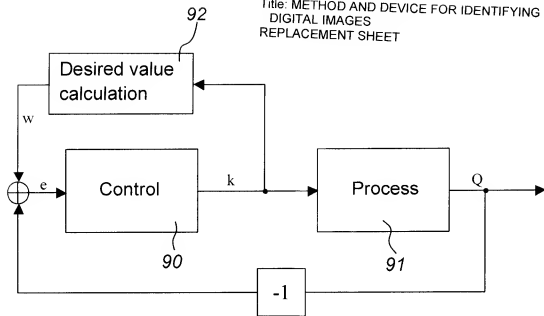 Title: METHOD AND DEVICE FOR IDENTIFYING
DIGITAL IMAGES
REPLACEMENT SHEET
92
Desired value
calculation
w
e
Control
k
Process
Q
90
91
-1